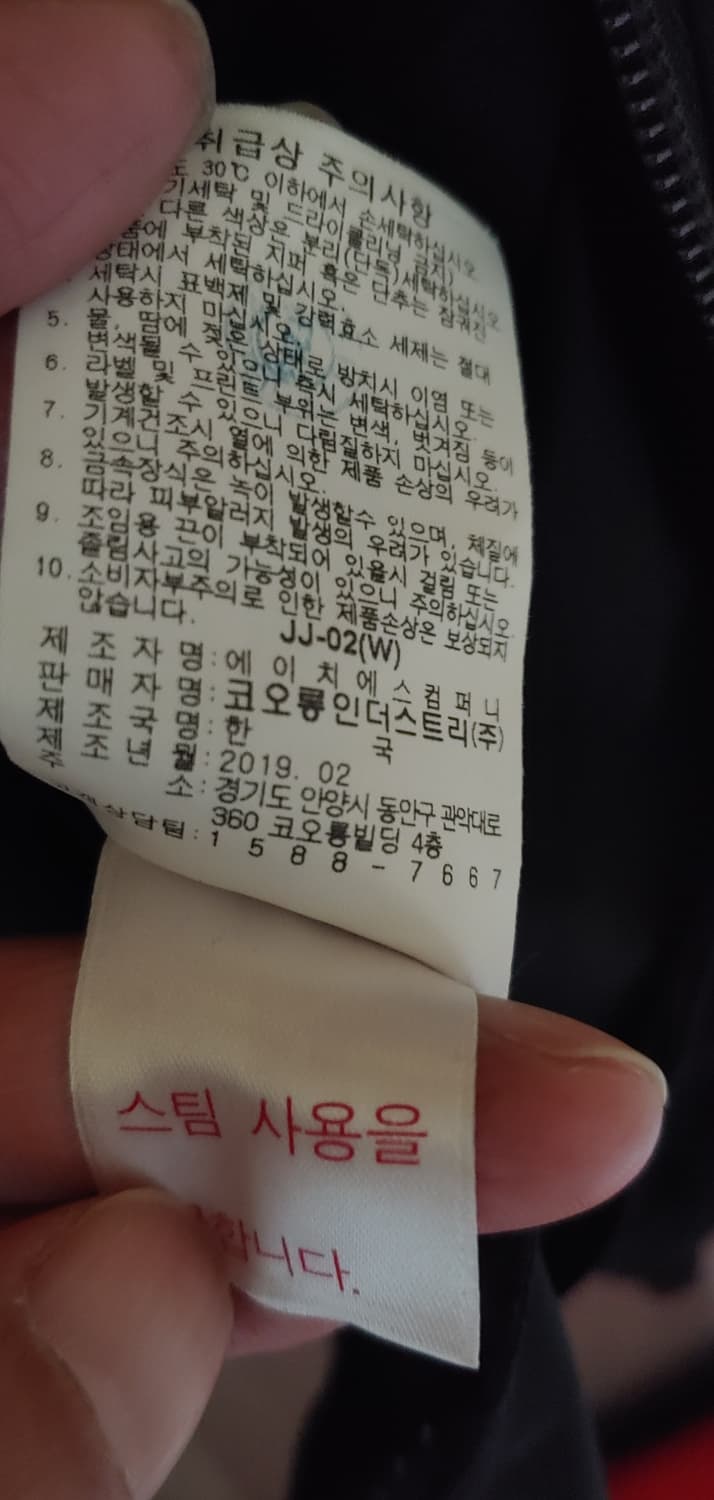 취급상 주의사항
30℃ 이하에서 손세탁하십시오.
기세탁 및 드라이클리닝 금지)
다른 색상은 분리(단독)세탁하십시오.
품에 부착된 지퍼 혹은 단추는 잠궈진
상태에서 세탁하십시오.
세탁시 표백제 및 강력효소 세제는 절대
사용하지 마십시오.
5. 물, 땀에 젖은 상태로 방치시 이염 또는
변색될 수 있으니 즉시 세탁하십시오.
6. 라벨 및 프린트 부위는 변색, 벗겨짐 등이
발생할 수 있으니 다림질하지 마십시오.
7. 기계건조시 열에 의한 제품 손상의 우려가
있으니 주의하십시오.
8. 금속장식은 녹이 발생할수 있으며, 체질에
따라 피부알러지 발생의 우려가 있습니다.
9. 조임용 끈이 부착되어 있을시 걸림 또는
졸림사고의 가능성이 있으니 주의하십시오.
10. 소비자부주의로 인한 제품손상은 보상되지
않습니다.
JJ-02(W)
제 조 자 명 : 에 이 치 에 스 컴 퍼 니
판 매 자 명 : 코오롱인더스트리(주)
제 조 국 명 : 한 국
제 조 년 월 : 2019. 02
주 소 : 경기도 안양시 동안구 관악대로
360 코오롱빌딩 4층
상담팀 : 1 5 8 8 - 7 6 6 7
스팀 사용을
합니다.